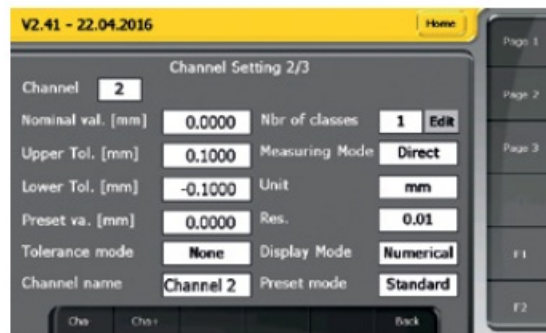 V2.41 - 22.04.2016 Home
Page 1
Channel Setting 2/3
Channel 2
Page 2
Nominal val. [mm] 0.0000 Nbr of classes 1 Edit
Upper Tol. [mm] 0.1000 Measuring Mode Direct
Page 3
Lower Tol. [mm] -0.1000 Unit mm
Preset va. [mm] 0.0000 Res. 0.01
Tolerance mode None Display Mode Numerical
F1
Channel name Channel 2 Preset mode Standard
F2
Cha- Cha+ Back